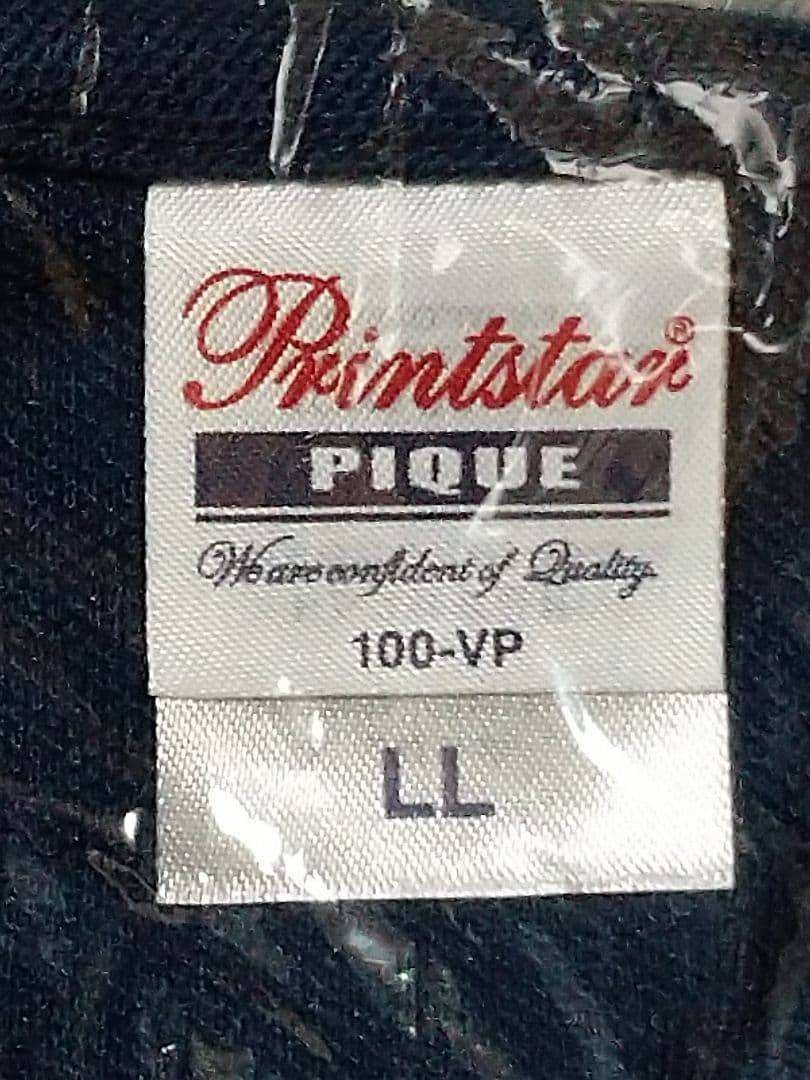 Printstar®
PIQUE
We are confident of Quality.
100-VP
LL